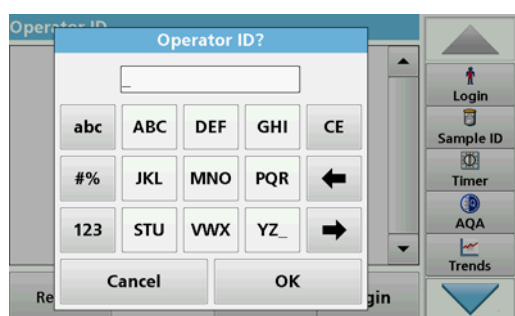 Operator ID
Operator ID?
_
abc ABC DEF GHI CE
#% JKL MNO PQR
123 STU VWX YZ_
Cancel OK
Re gin
Login
Sample ID
Timer
AQA
Trends